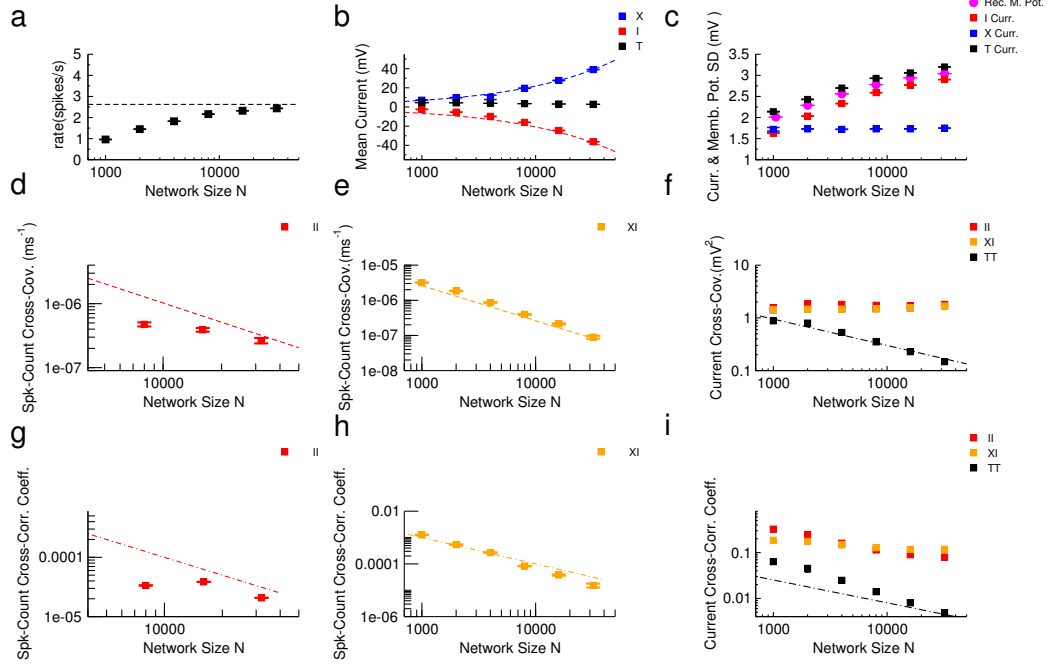 a
rate(spikes/s)
6
5
4
3
2
1
0
1000
10000
Network Size N
b
X
I
T
Mean Current (mV)
40
20
0
-20
-40
1000
10000
Network Size N
c
Rec. M. Pot.
I Curr.
X Curr.
T Curr.
Curr. & Memb. Pot. SD (mV)
3.5
3
2.5
2
1.5
1
1000
10000
Network Size N
d
II
Spk-Count Cross-Cov. (ms⁻¹)
1e-06
1e-07
10000
Network Size N
e
XI
Spk-Count Cross-Cov.(ms⁻¹)
1e-05
1e-06
1e-07
1e-08
1000
10000
Network Size N
f
II
XI
TT
Current Cross-Cov.(mV²)
10
1
0.1
1000
10000
Network Size N
g
II
Spk-Count Cross-Corr. Coeff.
0.0001
1e-05
10000
Network Size N
h
XI
Spk-Count Cross-Corr. Coeff.
0.01
0.0001
1e-06
1000
10000
Network Size N
i
II
XI
TT
Current Cross-Corr. Coeff.
0.1
0.01
1000
10000
Network Size N